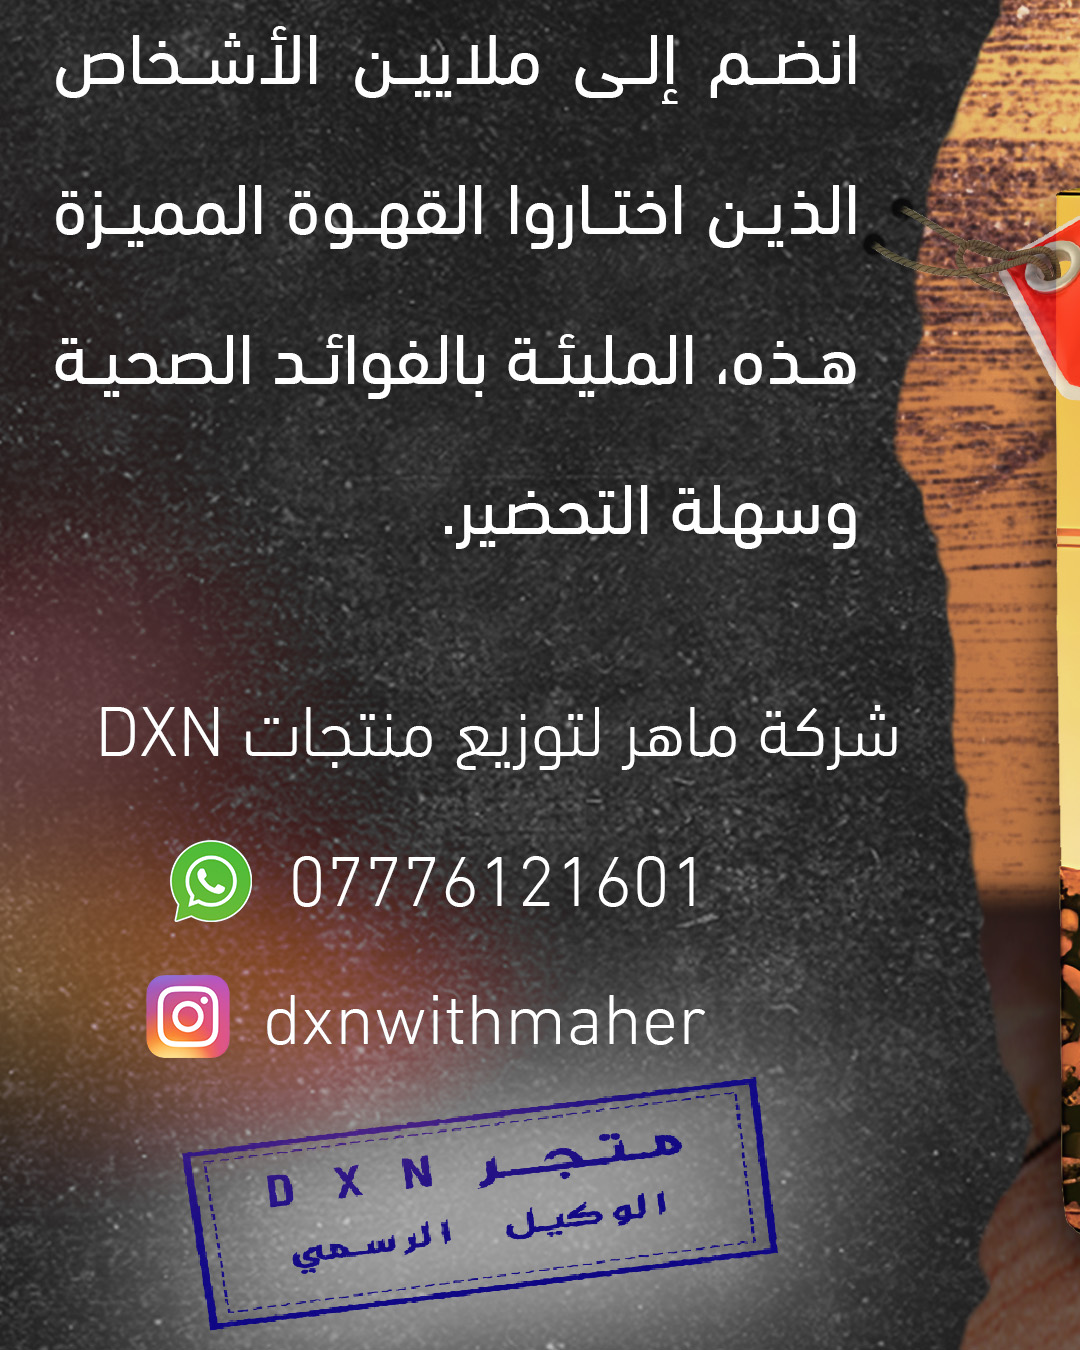 انضم إلى ملايين الأشخاص
الذين اختاروا القهوة المميزة
هذه، المليئة بالفوائد الصحية
وسهلة التحضير.
شركة ماهر لتوزيع منتجات DXN
07776121601
dxnwithmaher
متجر DXN
الوكيل الرسمي